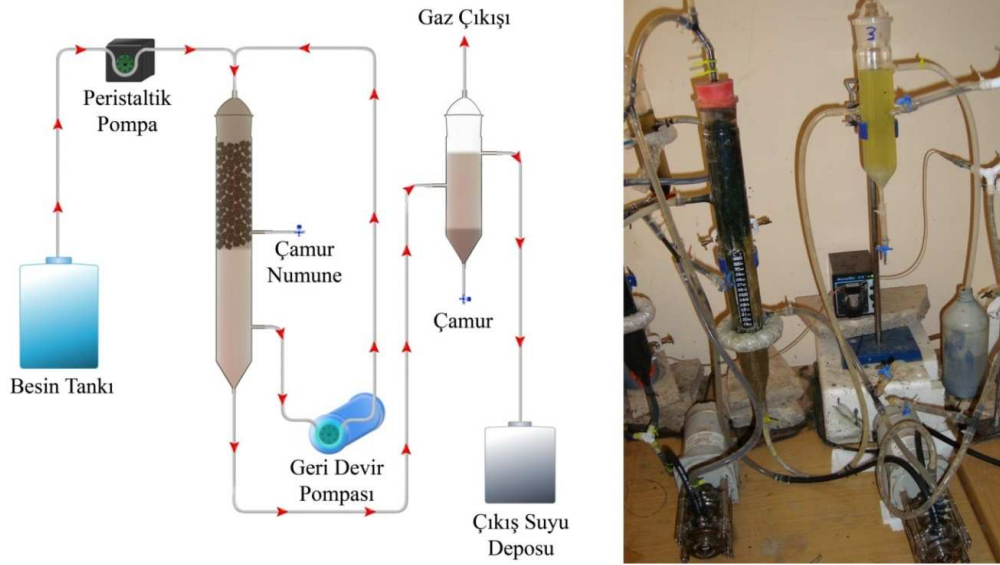 Gaz Çıkışı
Peristaltik
Pompa
Çamur
Numune
Çamur
Besin Tankı
Geri Devir
Pompası
Çıkış Suyu
Deposu
3